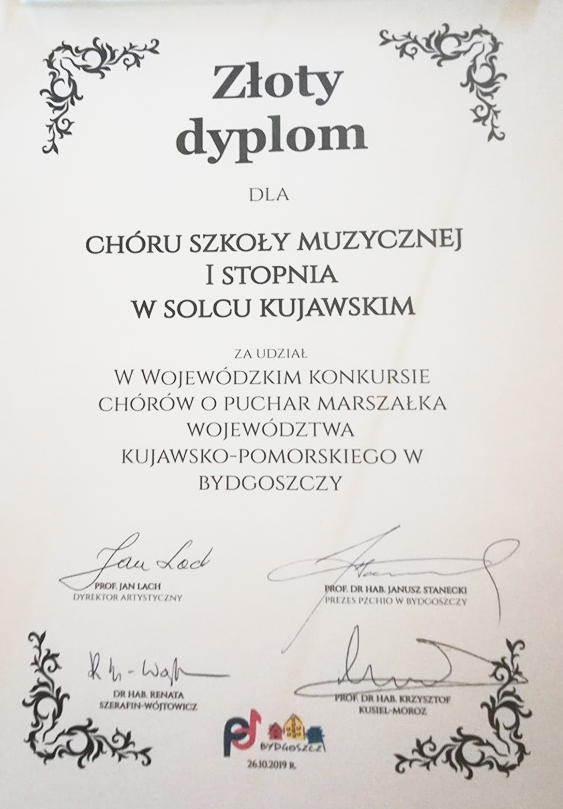 Złoty
dyplom
DLA
CHÓRU SZKOŁY MUZYCZNEJ
I STOPNIA
W SOLCU KUJAWSKIM
ZA UDZIAŁ
W WOJEWÓDZKIM KONKURSIE
CHÓRÓW O PUCHAR MARSZAŁKA
WOJEWÓDZTWA
KUJAWSKO-POMORSKIEGO W
BYDGOSZCZY
Jan Lach
PROF. JAN LACH
DYREKTOR ARTYSTYCZNY
PROF. DR HAB. JANUSZ STANECKI
PREZES PZCHIO W BYDGOSZCZY
DR HAB. RENATA
SZERAFIN-WÓJTOWICZ
PROF. DR HAB. KRZYSZTOF
KUSIEL-MOROZ
BYDGOSZCZ
26.10.2019 R.